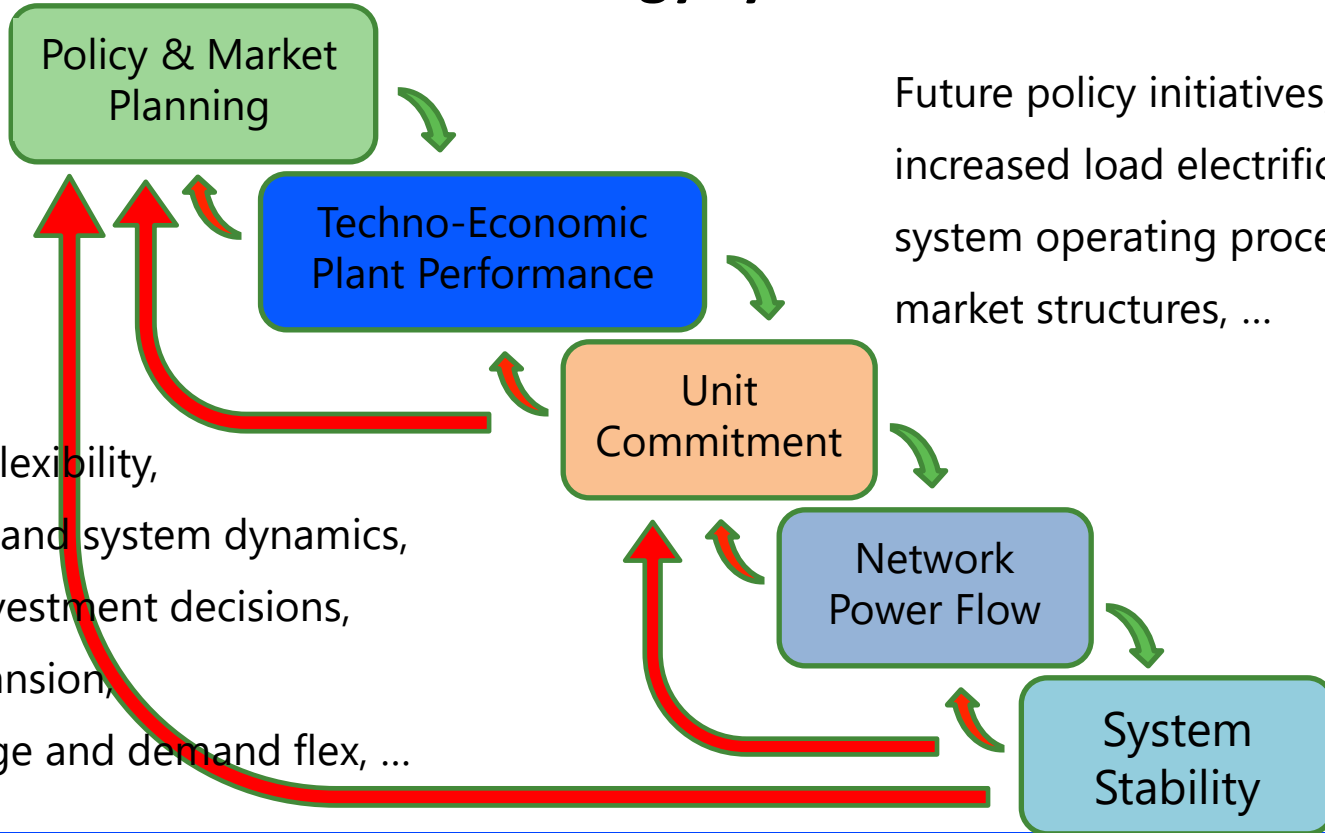 Policy & Market
Planning
Future policy initiatives
increased load electrific
system operating proce
market structures, ...
Techno-Economic
Plant Performance
Unit
Commitment
lexibility,
and system dynamics,
vestment decisions,
ansion,
ge and demand flex, ...
Network
Power Flow
System
Stability